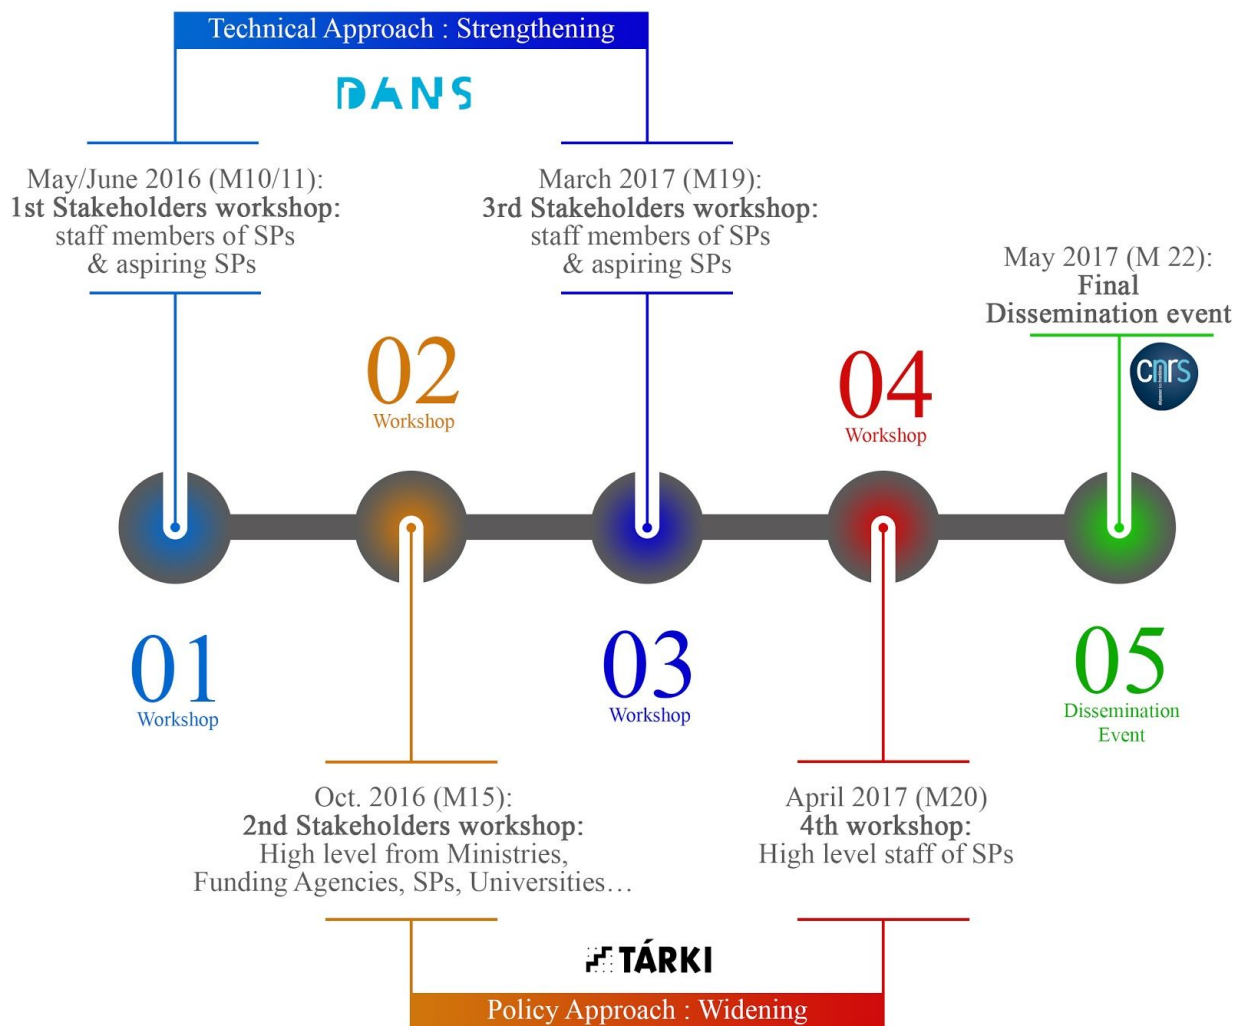 Technical Approach : Strengthening
DANS
May/June 2016 (M10/11):
1st Stakeholders workshop:
staff members of SPs
& aspiring SPs
March 2017 (M19):
3rd Stakeholders workshop:
staff members of SPs
& aspiring SPs
May 2017 (M 22):
Final
Dissemination event
cnrs
02
Workshop
04
Workshop
01
Workshop
03
Workshop
05
Dissemination
Event
Oct. 2016 (M15):
2nd Stakeholders workshop:
High level from Ministries,
Funding Agencies, SPs, Universities…
April 2017 (M20)
4th workshop:
High level staff of SPs
TÁRKI
Policy Approach : Widening